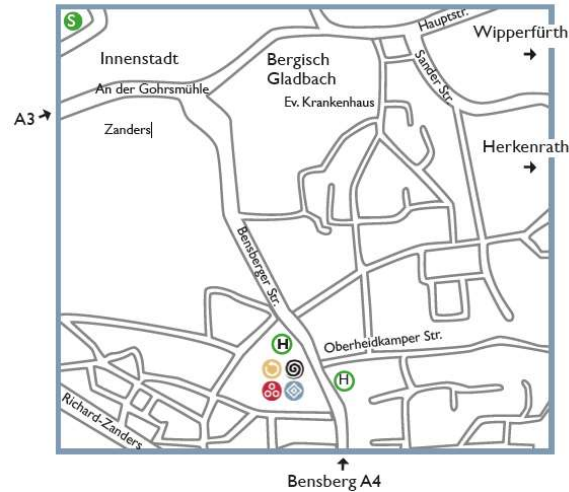 S
Hauptstr.
Wipperfürth
Innenstadt
Bergisch
Gladbach
Sander Str.
An der Gohrsmühle
Ev. Krankenhaus
A3
Zanders
Herkenrath
Bensberger Str.
H
Oberheidkamper Str.
H
Richard-Zanders
Bensberg A4